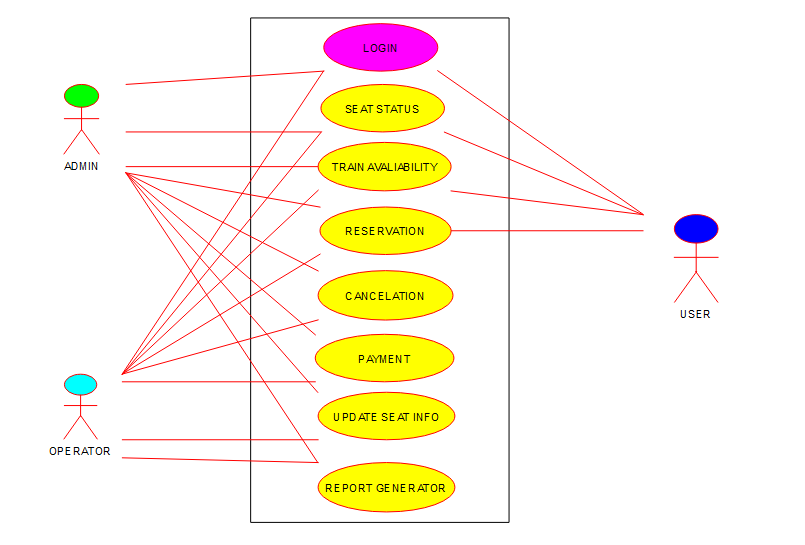 LOGIN
SEAT STATUS
TRAIN AVALIABILITY
ADMIN
RESERVATION
CANCELATION
USER
PAYMENT
UPDATE SEAT INFO
OPERATOR
REPORT GENERATOR